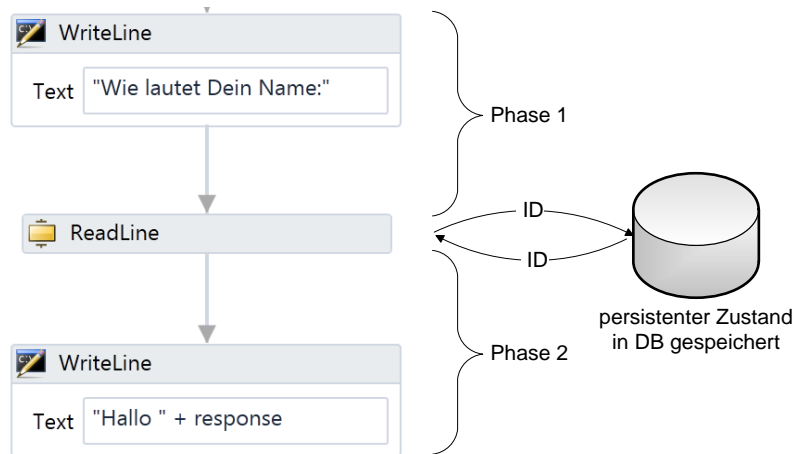 WriteLine
Text "Wie lautet Dein Name:"
Phase 1
ReadLine
ID
ID
persistenter Zustand
in DB gespeichert
WriteLine
Phase 2
Text "Hallo " + response